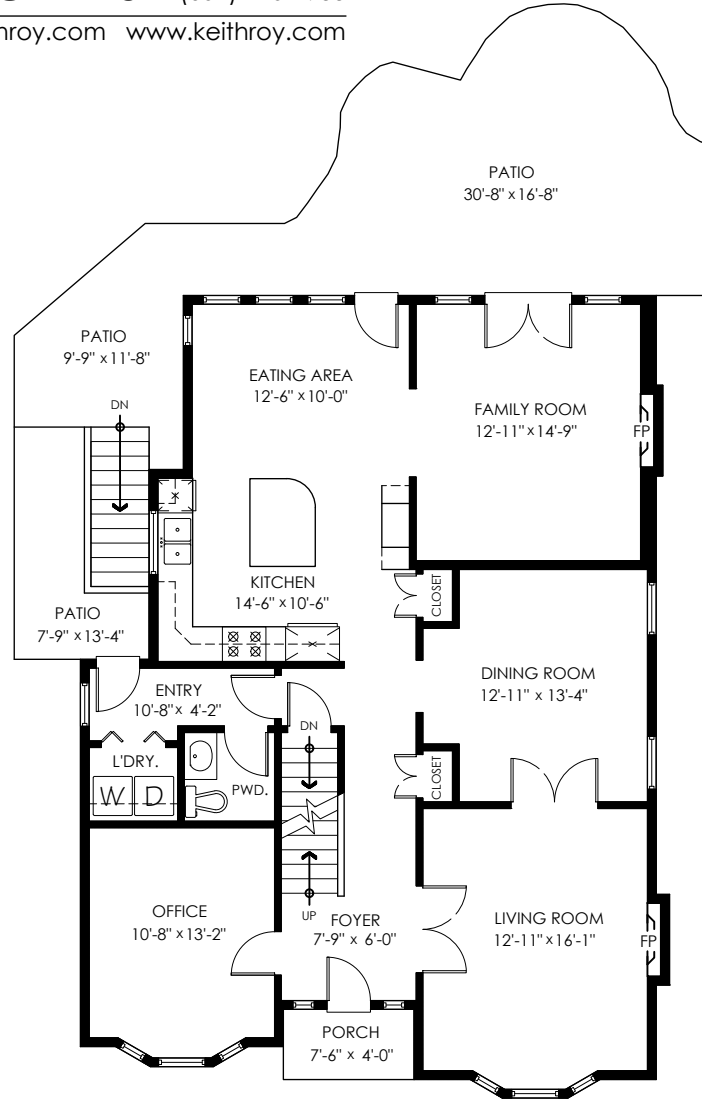 www.keithroy.com
PATIO
30'-8" x 16'-8"
PATIO
9'-9" x 11'-8"
DN
EATING AREA
12'-6" x 10'-0"
FAMILY ROOM
12'-11" x 14'-9"
FP
KITCHEN
14'-6" x 10'-6"
CLOSET
PATIO
7'-9" x 13'-4"
DINING ROOM
12'-11" x 13'-4"
ENTRY
10'-8" x 4'-2"
DN
L'DRY.
W D
PWD.
CLOSET
OFFICE
10'-8" x 13'-2"
UP
FOYER
7'-9" x 6'-0"
LIVING ROOM
12'-11" x 16'-1"
FP
PORCH
7'-6" x 4'-0"